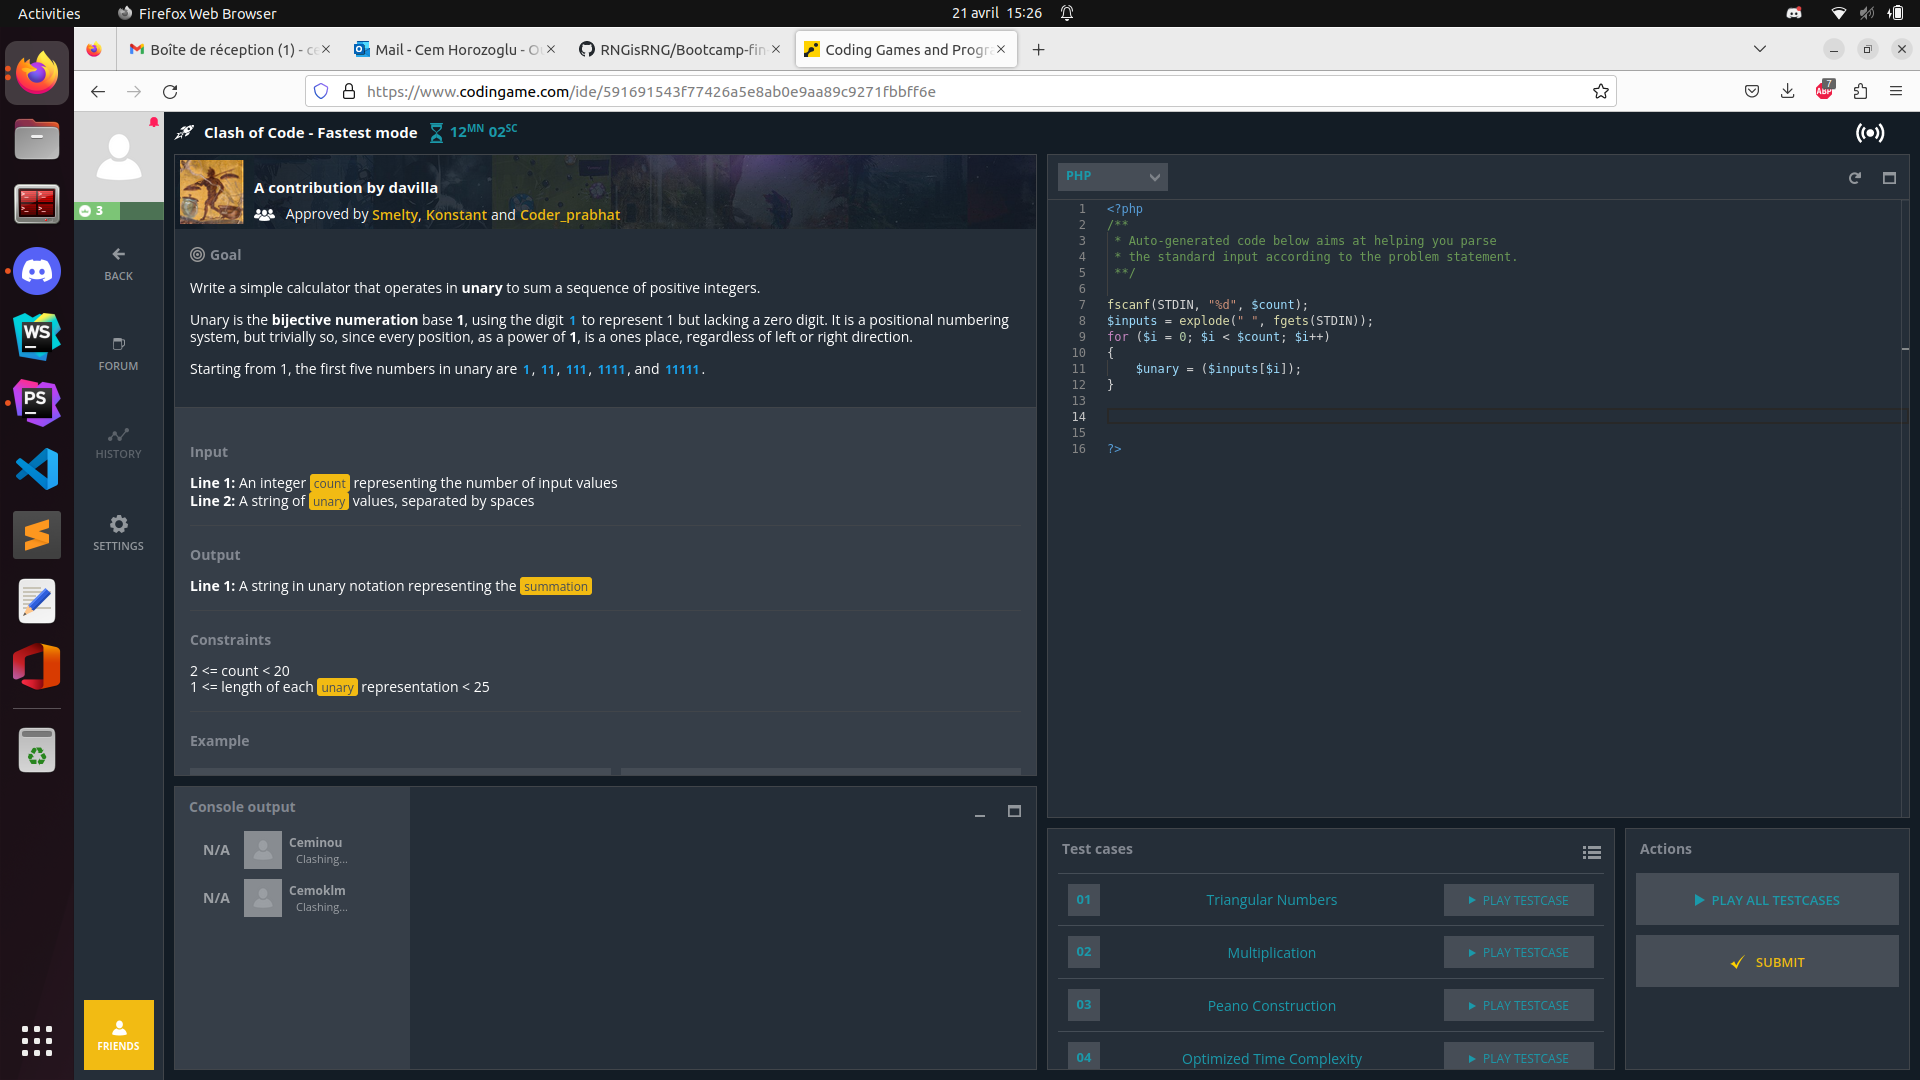 Activities
Firefox Web Browser
21 avril 15:26
Boîte de réception (1) - ce
Mail - Cem Horozoglu - O
RNGisRNG/Bootcamp-fin
Coding Games and Progra
https://www.codingame.com/ide/591691543f77426a5e8ab0e9aa89c9271fbbff6e
7
ABP
Clash of Code - Fastest mode
12MN 02SC
3
BACK
FORUM
HISTORY
SETTINGS
FRIENDS
WS
PS
A contribution by davilla
Approved by Smelty, Konstant and Coder_prabhat
Goal
Write a simple calculator that operates in unary to sum a sequence of positive integers.
Unary is the bijective numeration base 1, using the digit 1 to represent 1 but lacking a zero digit. It is a positional numbering
system, but trivially so, since every position, as a power of 1, is a ones place, regardless of left or right direction.
Starting from 1, the first five numbers in unary are 1, 11, 111, 1111, and 11111.
Input
Line 1: An integer count representing the number of input values
Line 2: A string of unary values, separated by spaces
Output
Line 1: A string in unary notation representing the summation
Constraints
2 <= count < 20
1 <= length of each unary representation < 25
Example
Console output
N/A
Ceminou
Clashing...
N/A
Cemoklm
Clashing...
PHP
1 <?php
2 /**
3  * Auto-generated code below aims at helping you parse
4  * the standard input according to the problem statement.
5  **/
6
7 fscanf(STDIN, "%d", $count);
8 $inputs = explode(" ", fgets(STDIN));
9 for ($i = 0; $i < $count; $i++)
10 {
11     $unary = ($inputs[$i]);
12 }
13
14
15
16 ?>
Test cases
01 Triangular Numbers PLAY TESTCASE
02 Multiplication PLAY TESTCASE
03 Peano Construction PLAY TESTCASE
04 Optimized Time Complexity PLAY TESTCASE
Actions
PLAY ALL TESTCASES
SUBMIT